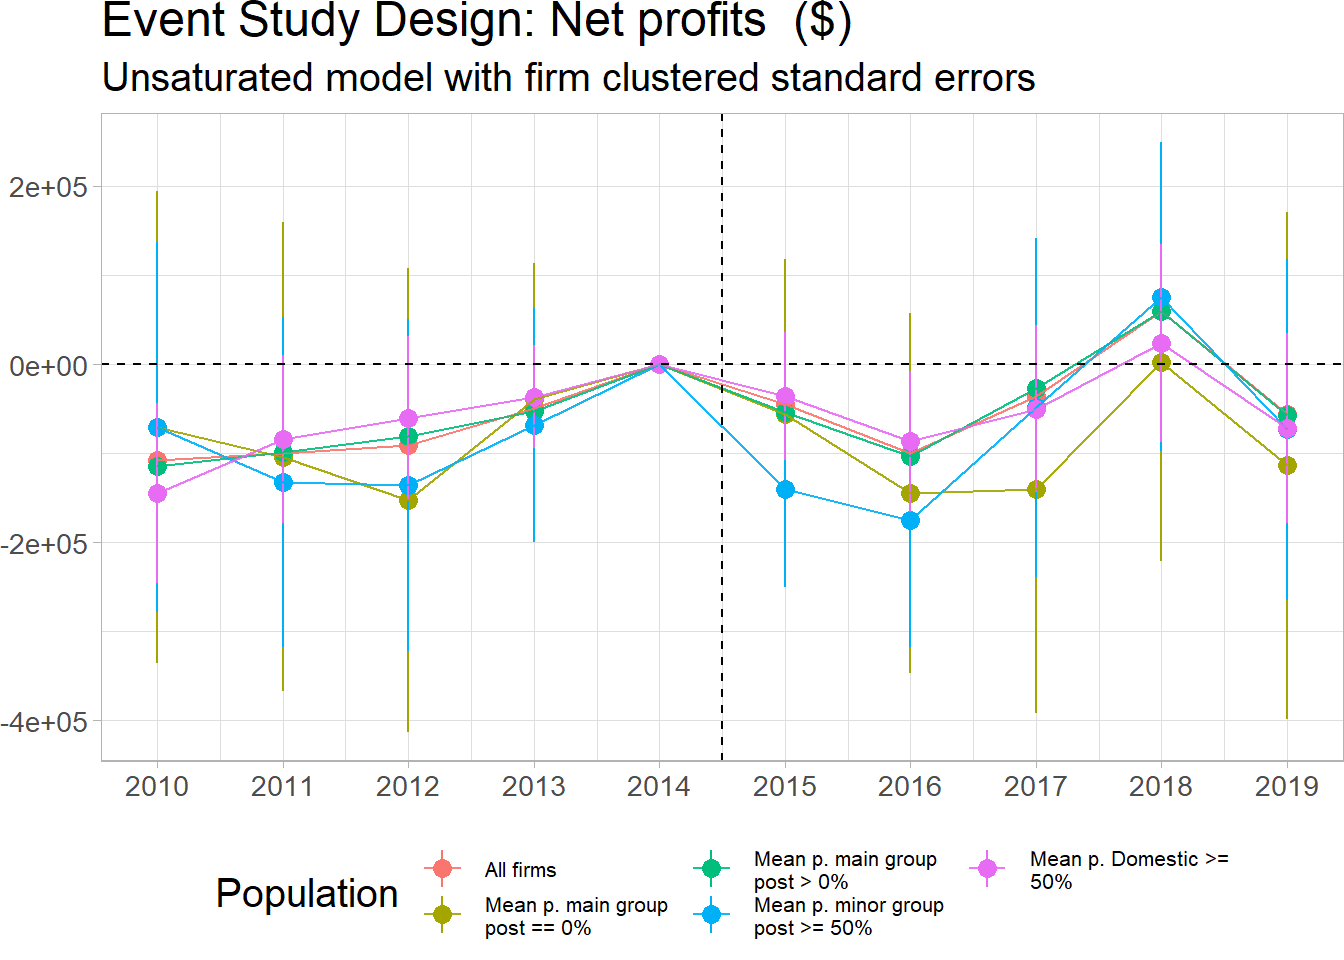 Event Study Design: Net profits  ($)
Unsaturated model with firm clustered standard errors
2e+05
0e+00
-2e+05
-4e+05
2010 2011 2012 2013 2014 2015 2016 2017 2018 2019
Population
All firms
Mean p. main group
post == 0%
Mean p. main group
post > 0%
Mean p. minor group
post >= 50%
Mean p. Domestic >=
50%